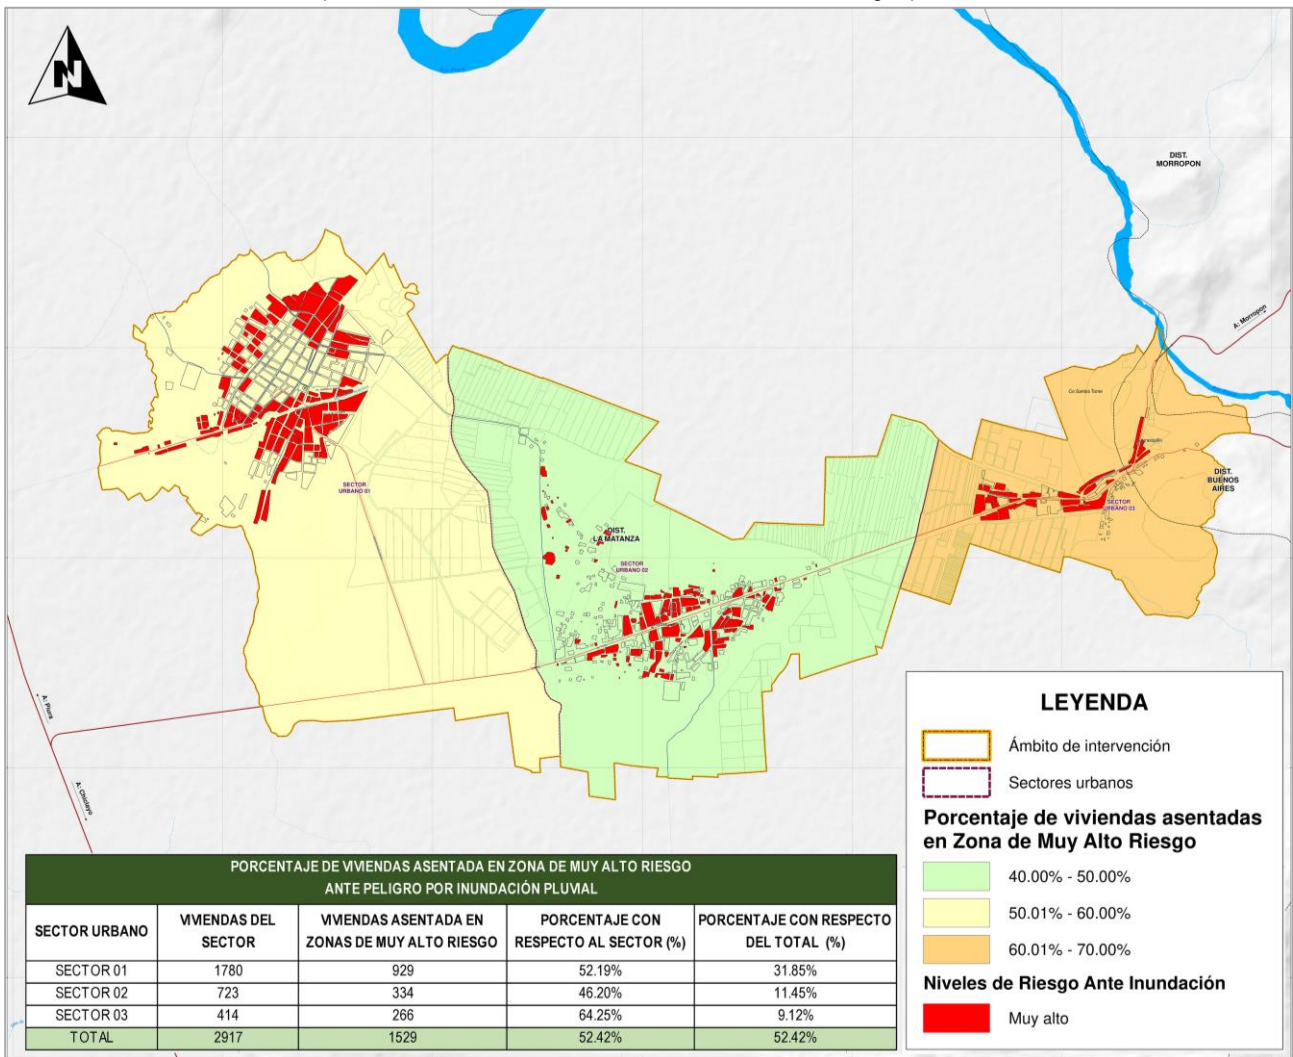 N
DIST.
MORROPON
A: Morropon
Co Santos Torre
DIST.
BUENOS
AIRES
SECTOR
URBANO 03
SECTOR
URBANO 01
DIST.
LA MATANZA
SECTOR
URBANO 02
A: Piura
A: Chiclayo
LEYENDA
Ámbito de intervención
Sectores urbanos
Porcentaje de viviendas asentadas
en Zona de Muy Alto Riesgo
40.00% - 50.00%
50.01% - 60.00%
60.01% - 70.00%
Niveles de Riesgo Ante Inundación
Muy alto
PORCENTAJE DE VIVIENDAS ASENTADA EN ZONA DE MUY ALTO RIESGO
ANTE PELIGRO POR INUNDACIÓN PLUVIAL
SECTOR URBANO VIVIENDAS DEL SECTOR VIVIENDAS ASENTADA EN ZONAS DE MUY ALTO RIESGO PORCENTAJE CON RESPECTO AL SECTOR (%) PORCENTAJE CON RESPECTO DEL TOTAL (%)
SECTOR 01 1780 929 52.19% 31.85%
SECTOR 02 723 334 46.20% 11.45%
SECTOR 03 414 266 64.25% 9.12%
TOTAL 2917 1529 52.42% 52.42%